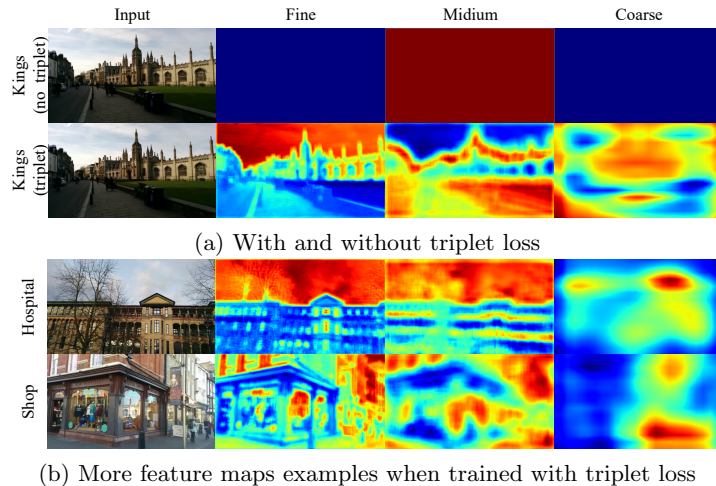 Input Fine Midium Coarse
Kings
(no triplet)
Kings
(triplet)
(a) With and without triplet loss
Hospital
Shop
(b) More feature maps examples when trained with triplet loss